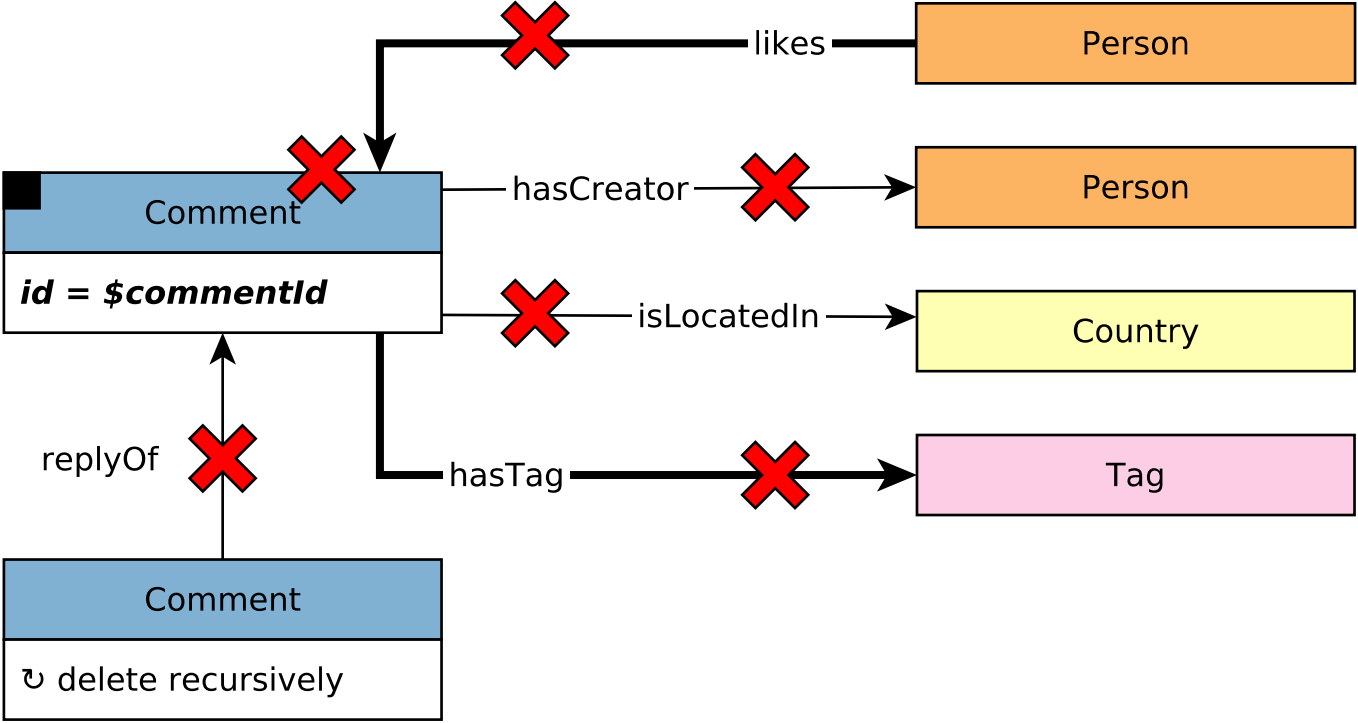 likes
Person
Comment
hasCreator
Person
id = $commentId
isLocatedIn
Country
replyOf
hasTag
Tag
Comment
↻ delete recursively